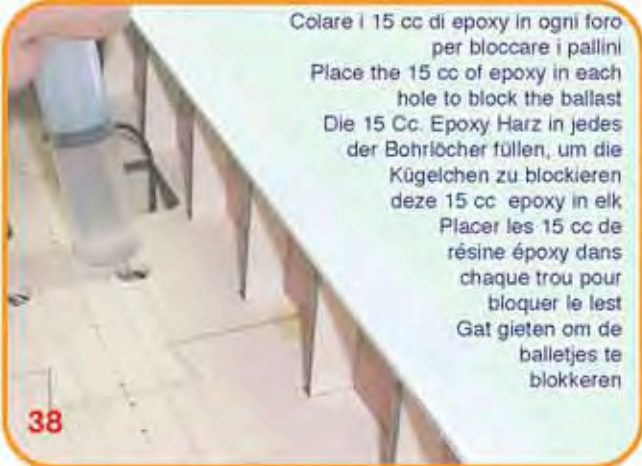 Colare i 15 cc di epoxy in ogni foro
per bloccare i pallini
Place the 15 cc of epoxy in each
hole to block the ballast
Die 15 Cc. Epoxy Harz in jedes
der Bohrlöcher füllen, um die
Kügelchen zu blockieren
deze 15 cc epoxy in elk
Placer les 15 cc de
résine époxy dans
chaque trou pour
bloquer le lest
Gat gieten om de
balletjes te
blokkeren
38